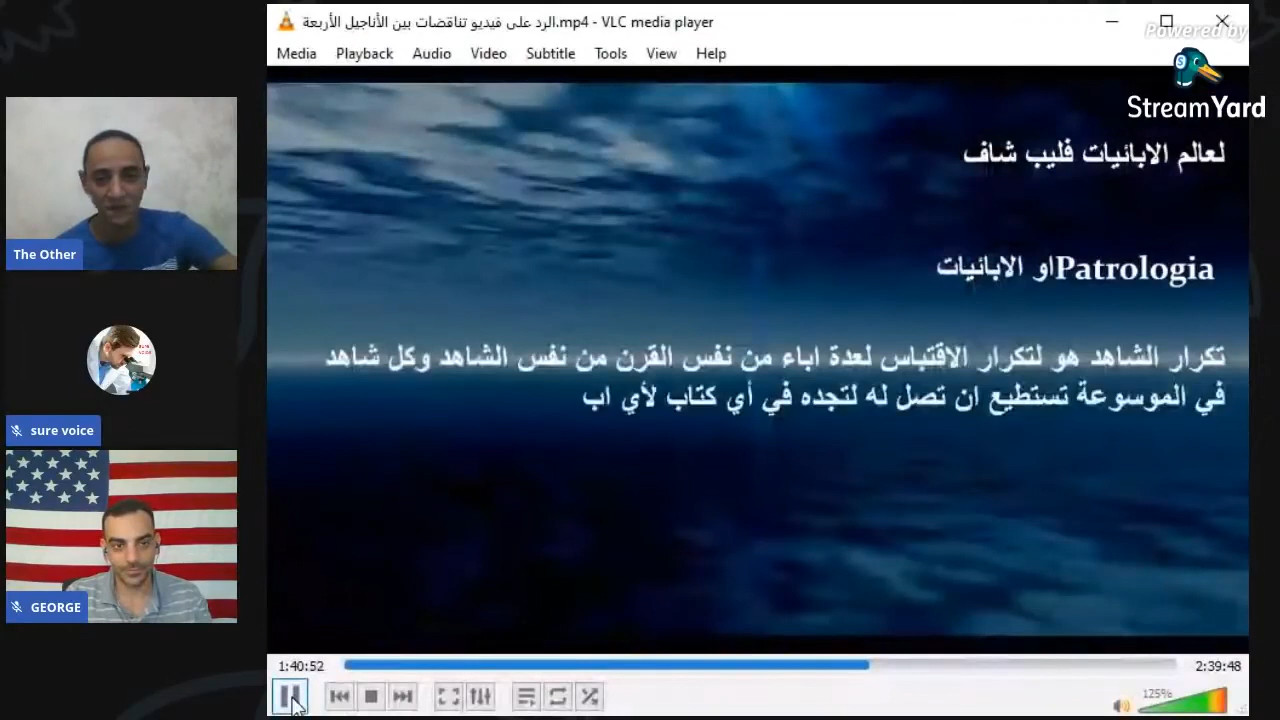 الرد على فيديو تناقضات بين الأناجيل الأربعة.mp4 - VLC media player
Powered by
Media Playback Audio Video Subtitle Tools View Help
StreamYard
لعالم الابائيات فليب شاف
Patrologiaاو الابائيات
تكرار الشاهد هو لتكرار الاقتباس لعدة اباء من نفس القرن من نفس الشاهد وكل شاهد
في الموسوعة تستطيع ان تصل له لتجده في أي كتاب لأي اب
The Other
sure voice
GEORGE
1:40:52
2:39:48
125%